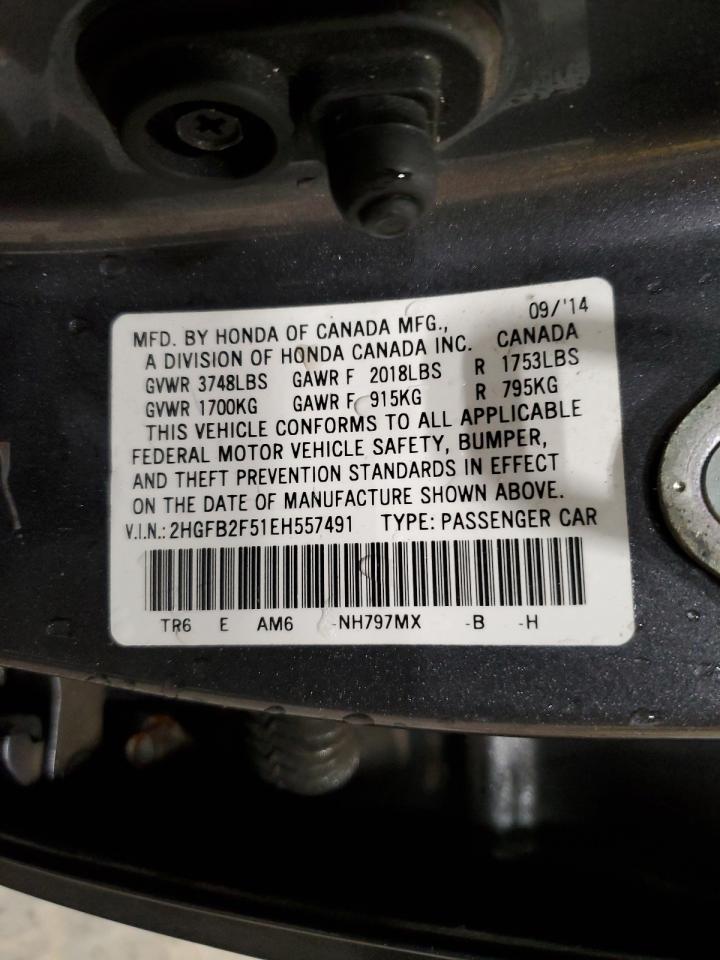 09/'14
MFD. BY HONDA OF CANADA MFG.,
A DIVISION OF HONDA CANADA INC. CANADA
GVWR 3748LBS GAWR F 2018LBS R 1753LBS
GVWR 1700KG GAWR F 915KG R 795KG
THIS VEHICLE CONFORMS TO ALL APPLICABLE
FEDERAL MOTOR VEHICLE SAFETY, BUMPER,
AND THEFT PREVENTION STANDARDS IN EFFECT
ON THE DATE OF MANUFACTURE SHOWN ABOVE.
V.I.N.: 2HGFB2F51EH557491 TYPE: PASSENGER CAR
TR6 E AM6 -NH797MX -B -H